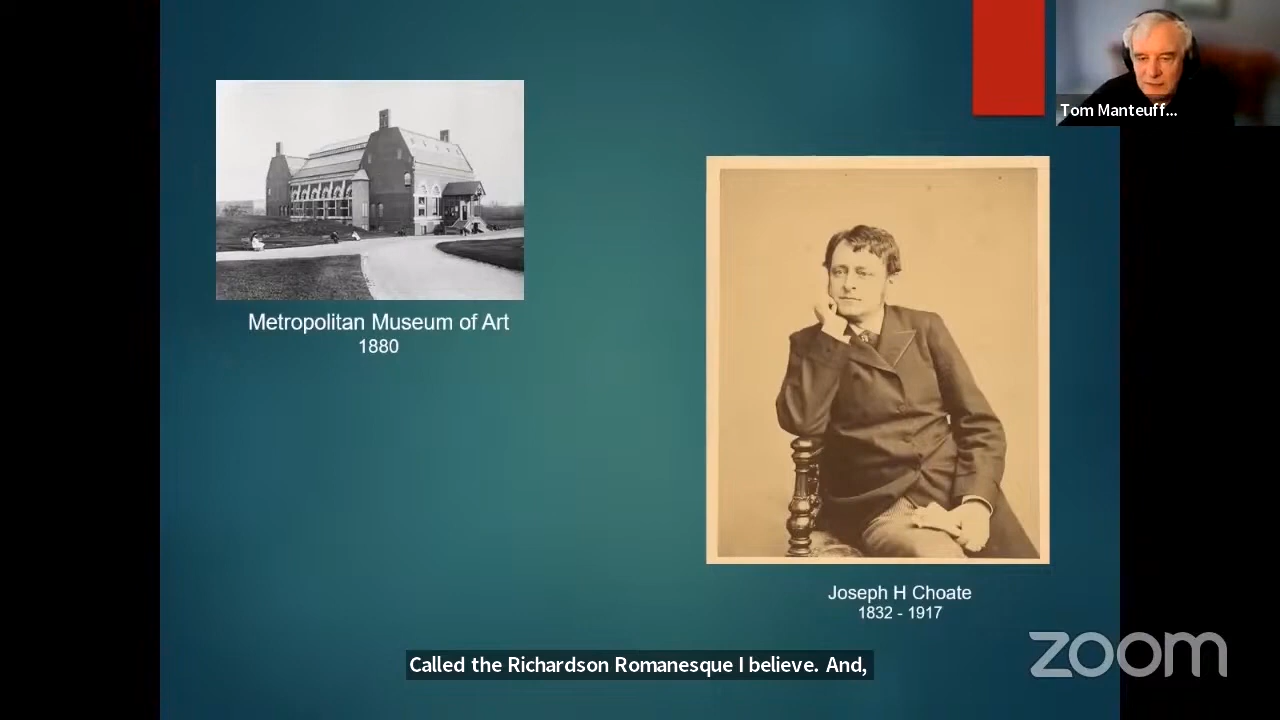 Tom Manteuff...
Metropolitan Museum of Art
1880
Joseph H Choate
1832 - 1917
Called the Richardson Romanesque I believe. And,
zoom